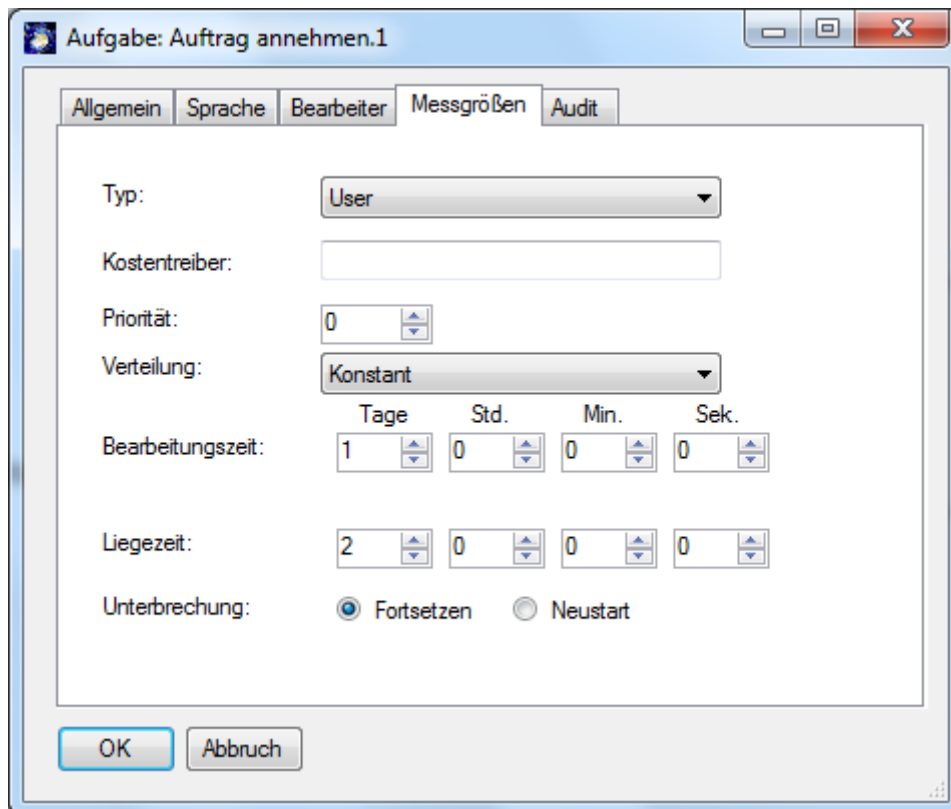 Aufgabe: Auftrag annehmen.1
Allgemein Sprache Bearbeiter Messgrößen Audit
Typ: User
Kostentreiber:
Priorität: 0
Verteilung: Konstant
Tage Std. Min. Sek.
Bearbeitungszeit: 1 0 0 0
Liegezeit: 2 0 0 0
Unterbrechung: Fortsetzen Neustart
OK Abbruch